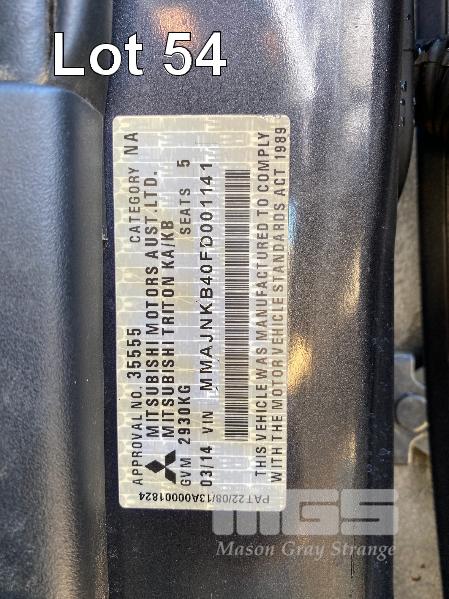 Lot 54
APPROVAL NO. 35555 CATEGORY NA
MITSUBISHI MOTORS AUST.LTD.
MITSUBISHI TRITON KA/KB
GVM 2930KG SEATS 5
03/14 VIN MMAJNKB40FD001141
THIS VEHICLE WAS MANUFACTURED TO COMPLY
WITH THE MOTOR VEHICLE STANDARDS ACT 1989
PAT22/08/13A00001824
MGS
Mason Gray Strange